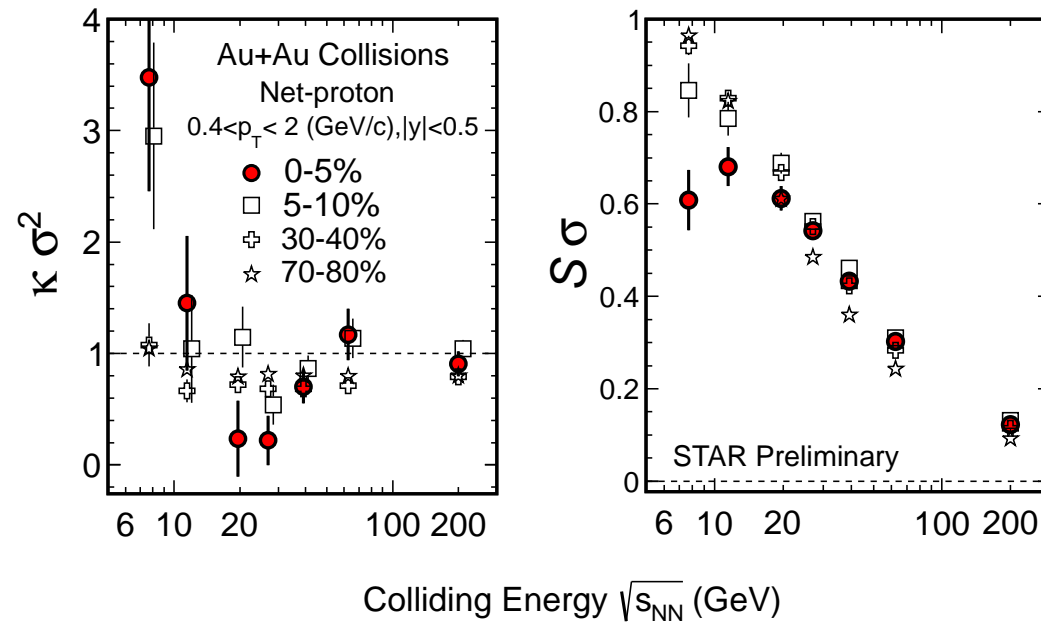 Au+Au Collisions
Net-proton
0.4<p_T< 2 (GeV/c),|y|<0.5
0-5%
5-10%
30-40%
70-80%
κ σ²
4
3
2
1
0
6 10 20 100 200
S σ
1
0.8
0.6
0.4
0.2
0
STAR Preliminary
6 10 20 100 200
Colliding Energy √s_NN (GeV)